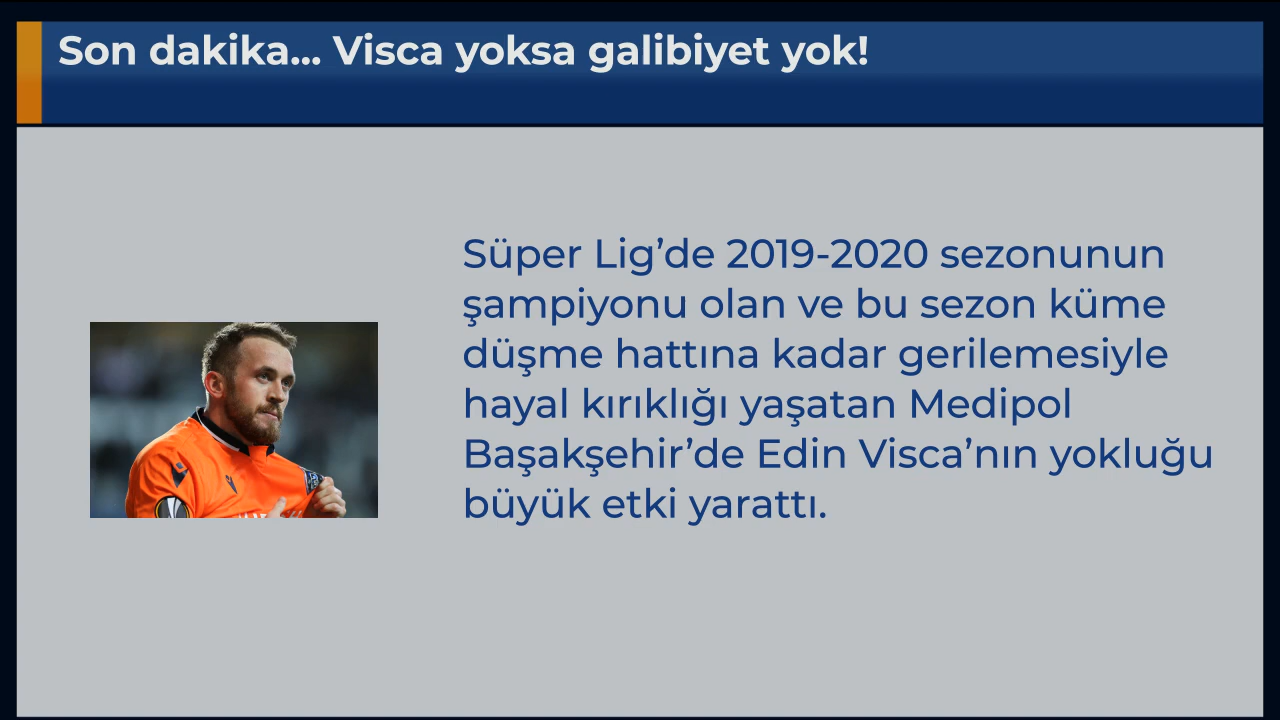 Son dakika... Visca yoksa galibiyet yok!
Süper Lig’de 2019-2020 sezonunun
şampiyonu olan ve bu sezon küme
düşme hattına kadar gerilemesiyle
hayal kırıklığı yaşatan Medipol
Başakşehir’de Edin Visca’nın yokluğu
büyük etki yarattı.